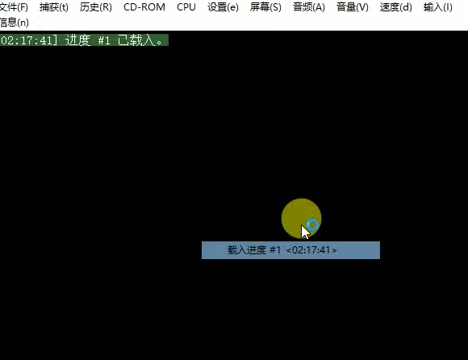 文件(F) 捕获(t) 历史(R) CD-ROM CPU 设置(e) 屏幕(S) 音频(A) 音量(V) 速度(d) 输入(I)
信息(n)
02:17:41] 进度 #1 已载入。
载入进度 #1 <02:17:41>